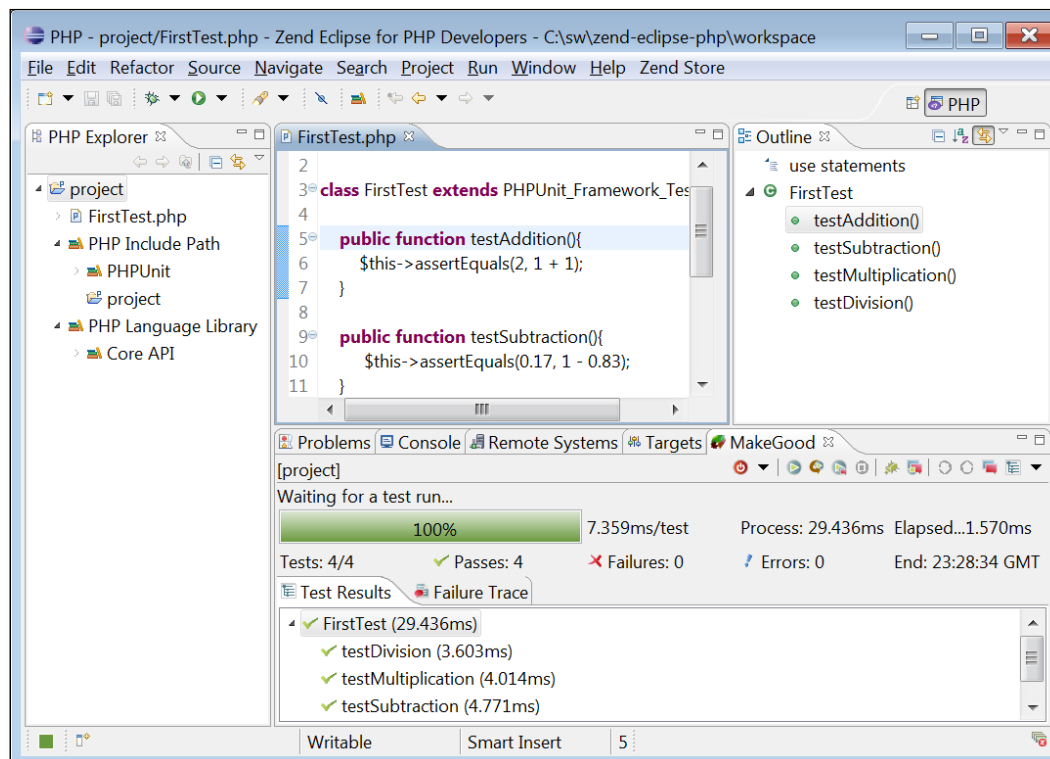 PHP - project/FirstTest.php - Zend Eclipse for PHP Developers - C:\sw\zend-eclipse-php\workspace
File Edit Refactor Source Navigate Search Project Run Window Help Zend Store
PHP
PHP Explorer
project
FirstTest.php
PHP Include Path
PHPUnit
project
PHP Language Library
Core API
FirstTest.php
2
3 class FirstTest extends PHPUnit_Framework_Tes
4
5 public function testAddition(){
6 $this->assertEquals(2, 1 + 1);
7 }
8
9 public function testSubtraction(){
10 $this->assertEquals(0.17, 1 - 0.83);
11 }
Outline
use statements
FirstTest
testAddition()
testSubtraction()
testMultiplication()
testDivision()
Problems Console Remote Systems Targets MakeGood
[project]
Waiting for a test run...
100% 7.359ms/test Process: 29.436ms Elapsed...1.570ms
Tests: 4/4 Passes: 4 Failures: 0 Errors: 0 End: 23:28:34 GMT
Test Results Failure Trace
FirstTest (29.436ms)
testDivision (3.603ms)
testMultiplication (4.014ms)
testSubtraction (4.771ms)
Writable Smart Insert 5